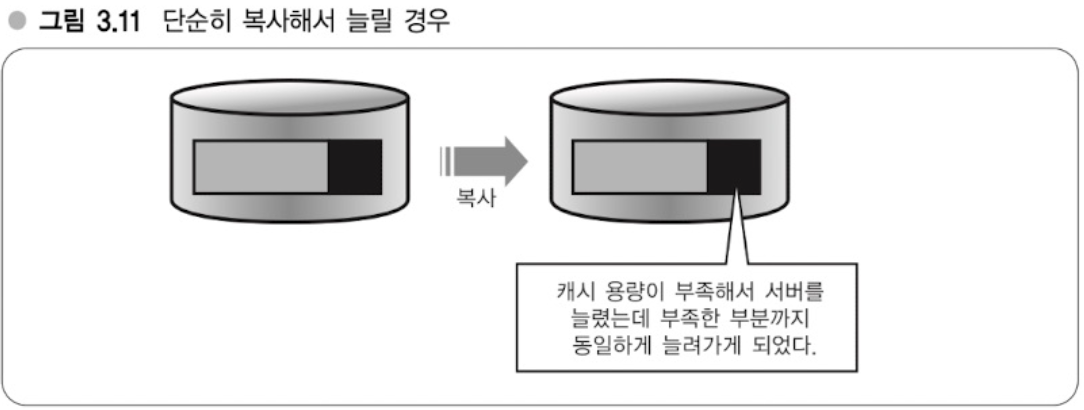 그림 3.11 단순히 복사해서 늘릴 경우
복사
캐시 용량이 부족해서 서버를
늘렸는데 부족한 부분까지
동일하게 늘려가게 되었다.